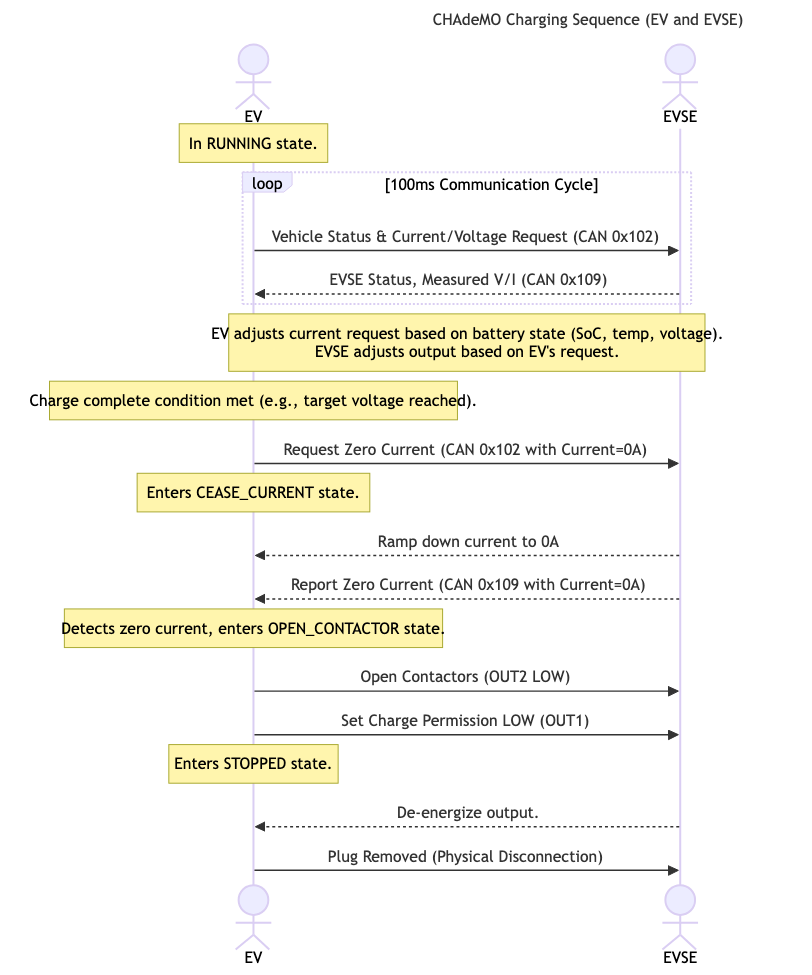 CHAdeMO Charging Sequence (EV and EVSE)
EV
EVSE
In RUNNING state.
loop
[100ms Communication Cycle]
Vehicle Status & Current/Voltage Request (CAN 0x102)
EVSE Status, Measured V/I (CAN 0x109)
EV adjusts current request based on battery state (SoC, temp, voltage).
EVSE adjusts output based on EV's request.
Charge complete condition met (e.g., target voltage reached).
Request Zero Current (CAN 0x102 with Current=0A)
Enters CEASE_CURRENT state.
Ramp down current to 0A
Report Zero Current (CAN 0x109 with Current=0A)
Detects zero current, enters OPEN_CONTACTOR state.
Open Contactors (OUT2 LOW)
Set Charge Permission LOW (OUT1)
Enters STOPPED state.
De-energize output.
Plug Removed (Physical Disconnection)
EV
EVSE